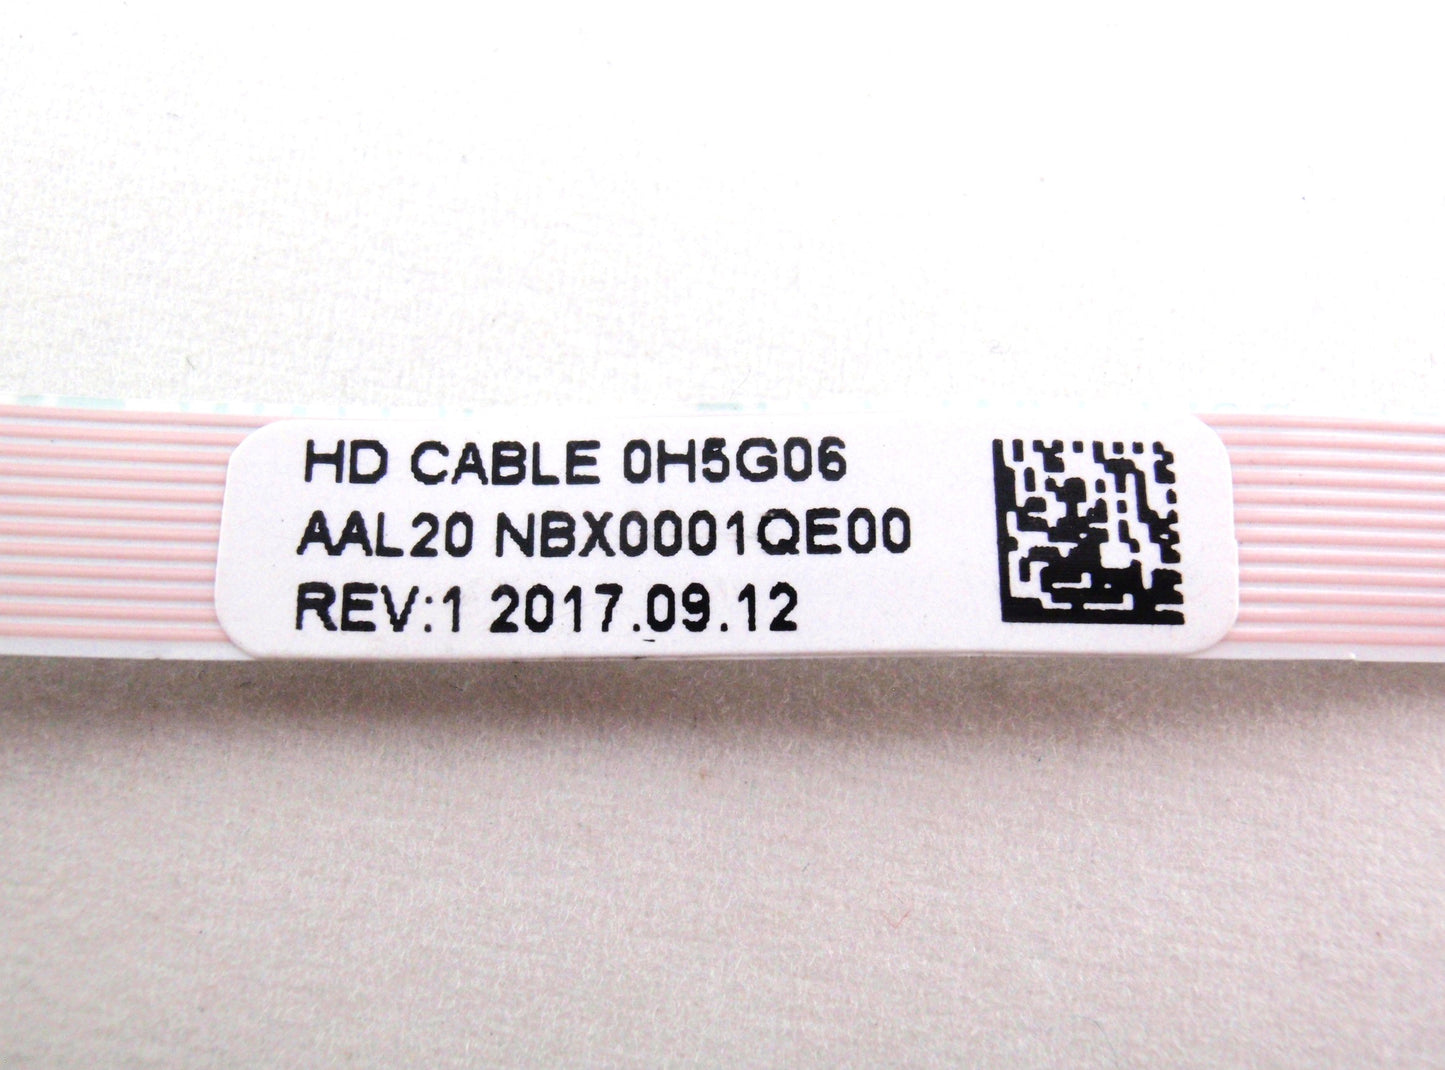 HD CABLE 0H5G06
AAL20 NBX0001QE00
REV:1 2017.09.12